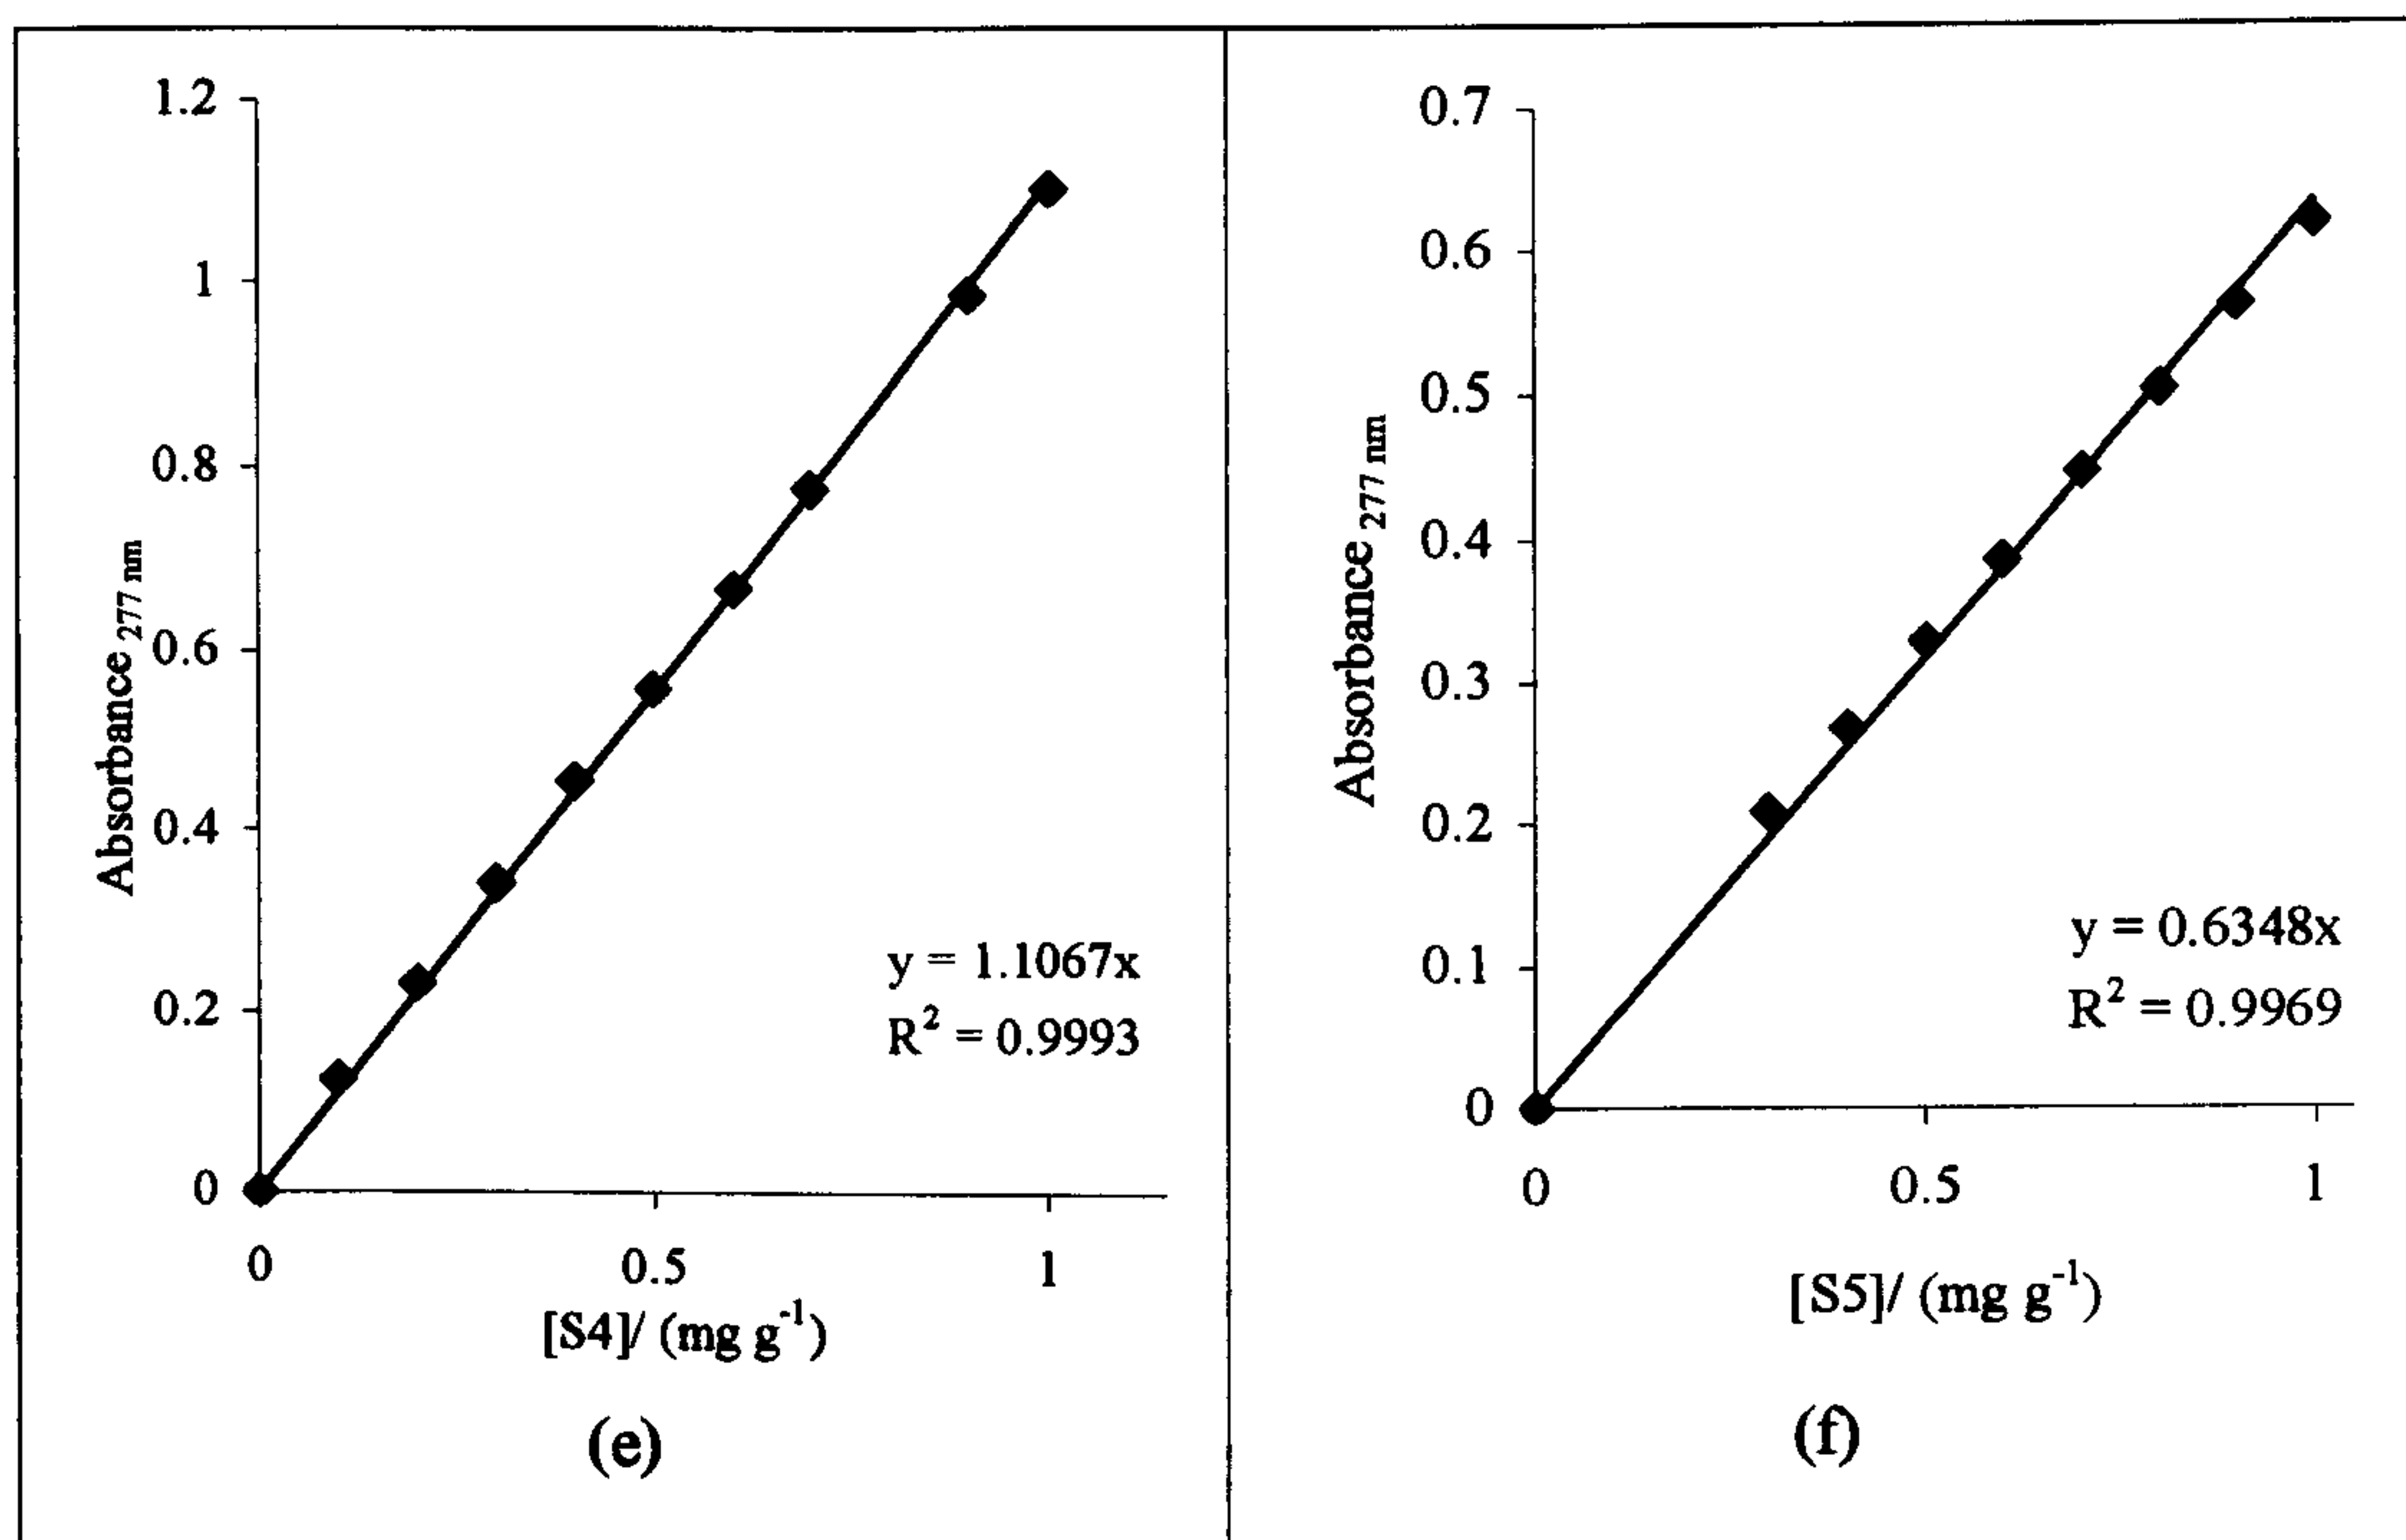 1.2
1
0.8
0.6
0.4
0.2
0
Absorbance 277 nm
y = 1.1067x
R² = 0.9993
0 0.5 1
[S4]/ (mg g⁻¹)
(e)
0.7
0.6
0.5
0.4
0.3
0.2
0.1
0
Absorbance 277 nm
y = 0.6348x
R² = 0.9969
0 0.5 1
[S5]/ (mg g⁻¹)
(f)